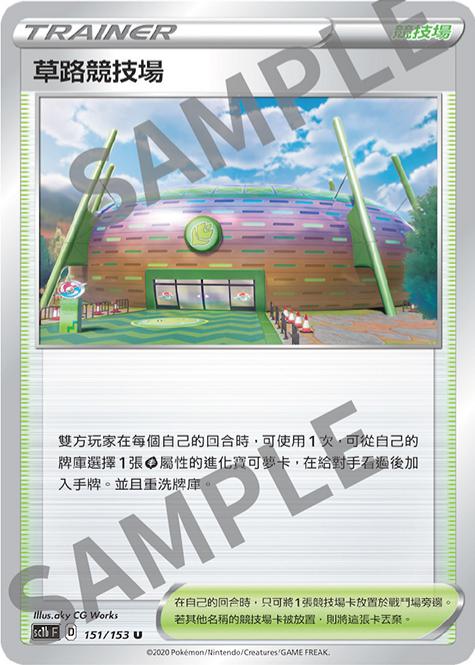 TRAINER
競技場
草路競技場
SAMPLE
雙方玩家在每個自己的回合時，可使用1次，可從自己的
牌庫選擇1張屬性的進化寶可夢卡，在給對手看過後加
入手牌。並且重洗牌庫。
SAMPLE
Illus.aky CG Works
sc1b F D 151/153 U
在自己的回合時，只可將1張競技場卡放置於戰鬥場旁邊。
若其他名稱的競技場卡被放置，則將這張卡丟棄。
©2020 Pokémon/Nintendo/Creatures/GAME FREAK.